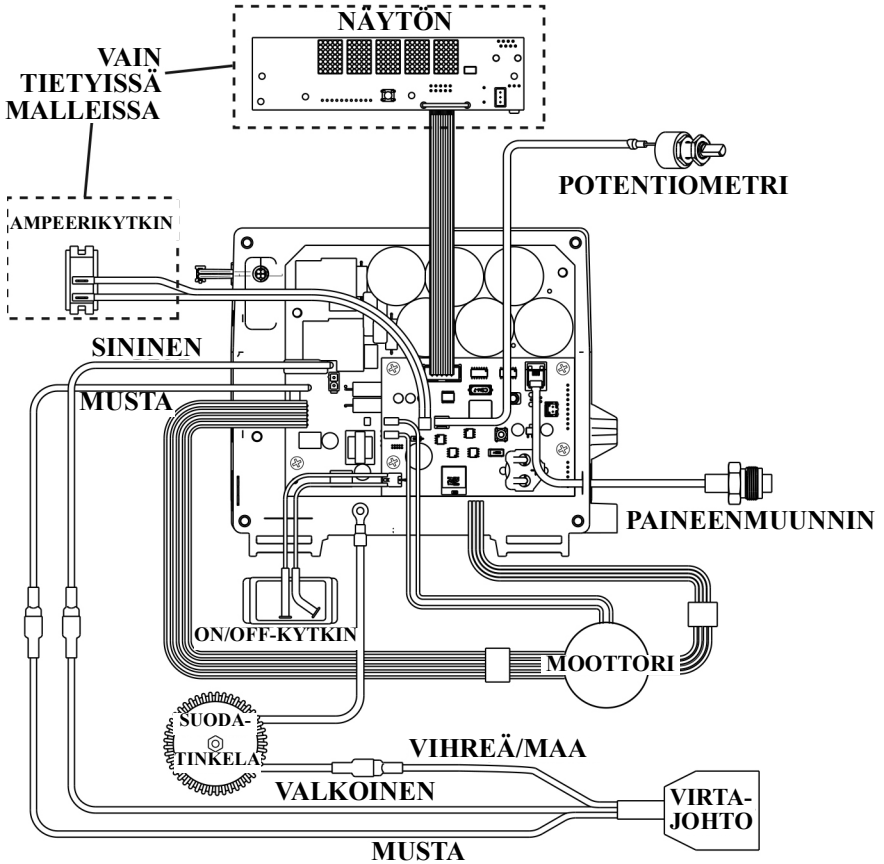 NÄYTÖN
VAIN
TIETYISSÄ
MALLEISSA
POTENTIOMETRI
AMPEERIKYTKIN
SININEN
MUSTA
PAINEENMUUNNIN
ON/OFF-KYTKIN
MOOTTORI
SUODA-
TINKELA
VIHREÄ/MAA
VALKOINEN
VIRTA-
JOHTO
MUSTA